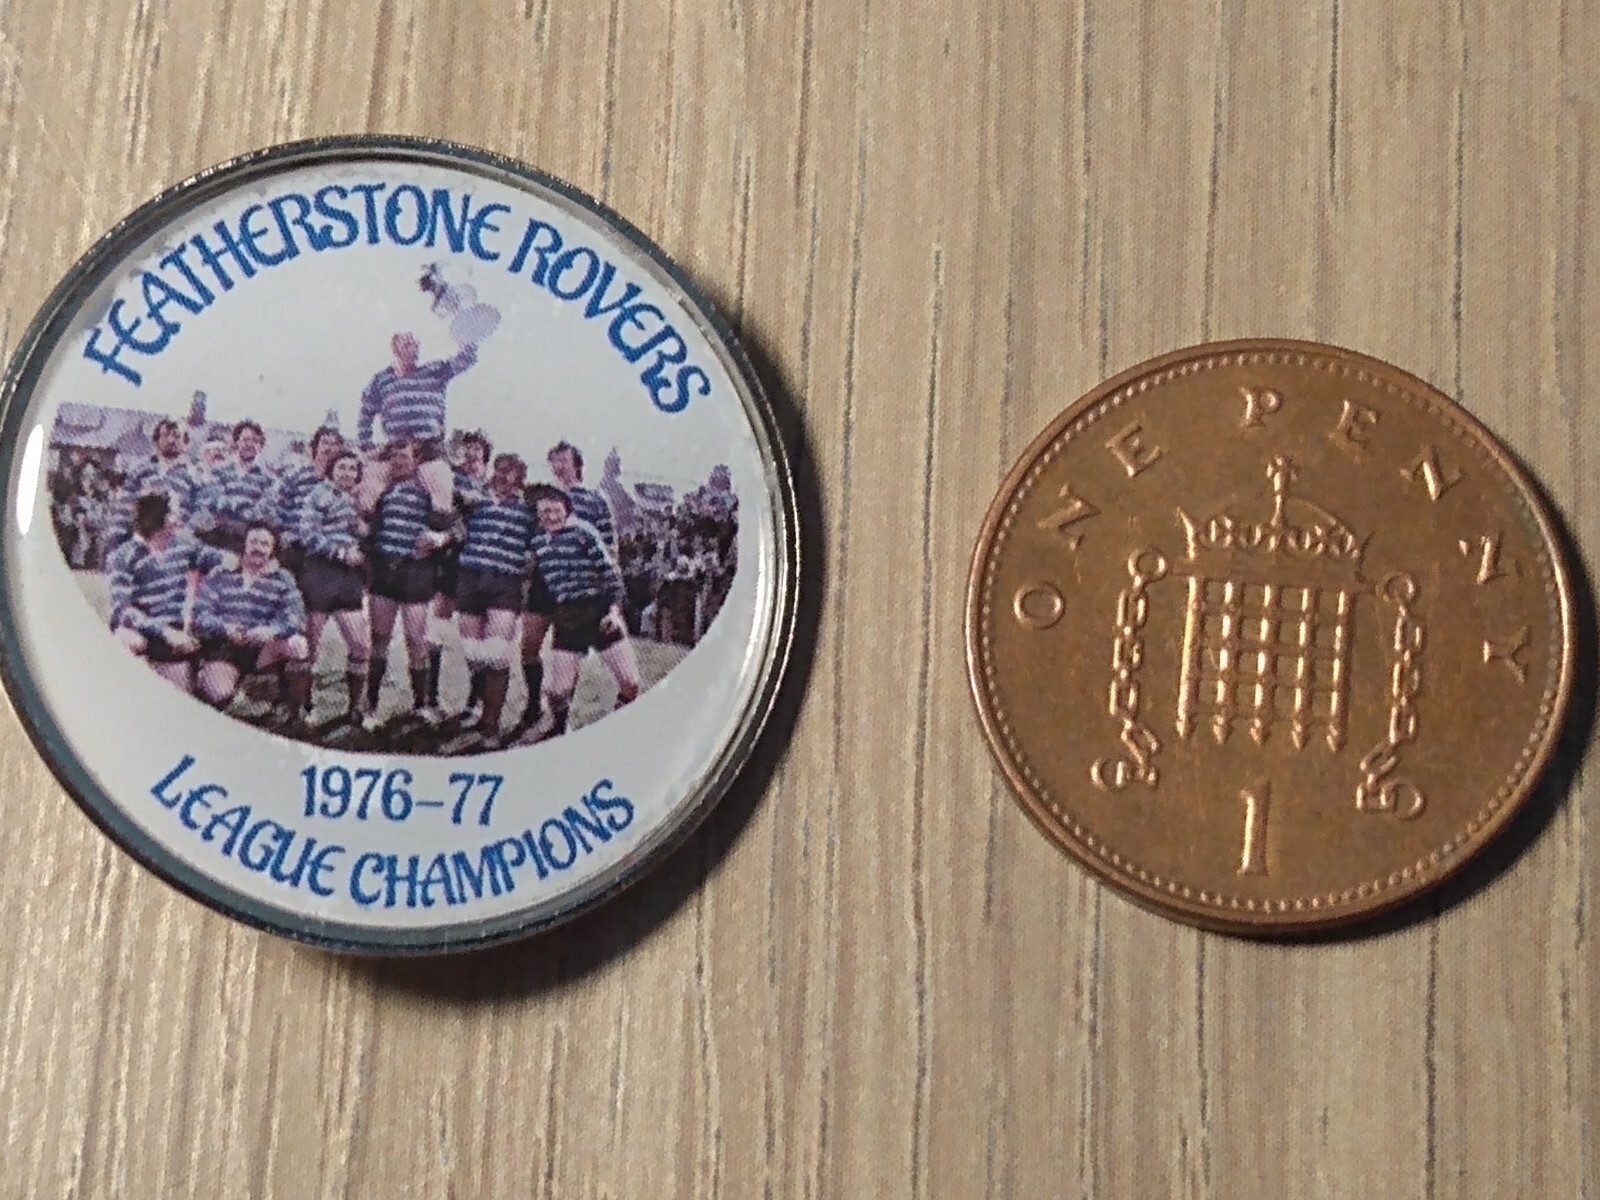 FEATHERSTONE ROVERS
1976-77
LEAGUE CHAMPIONS
ONE PENNY
1